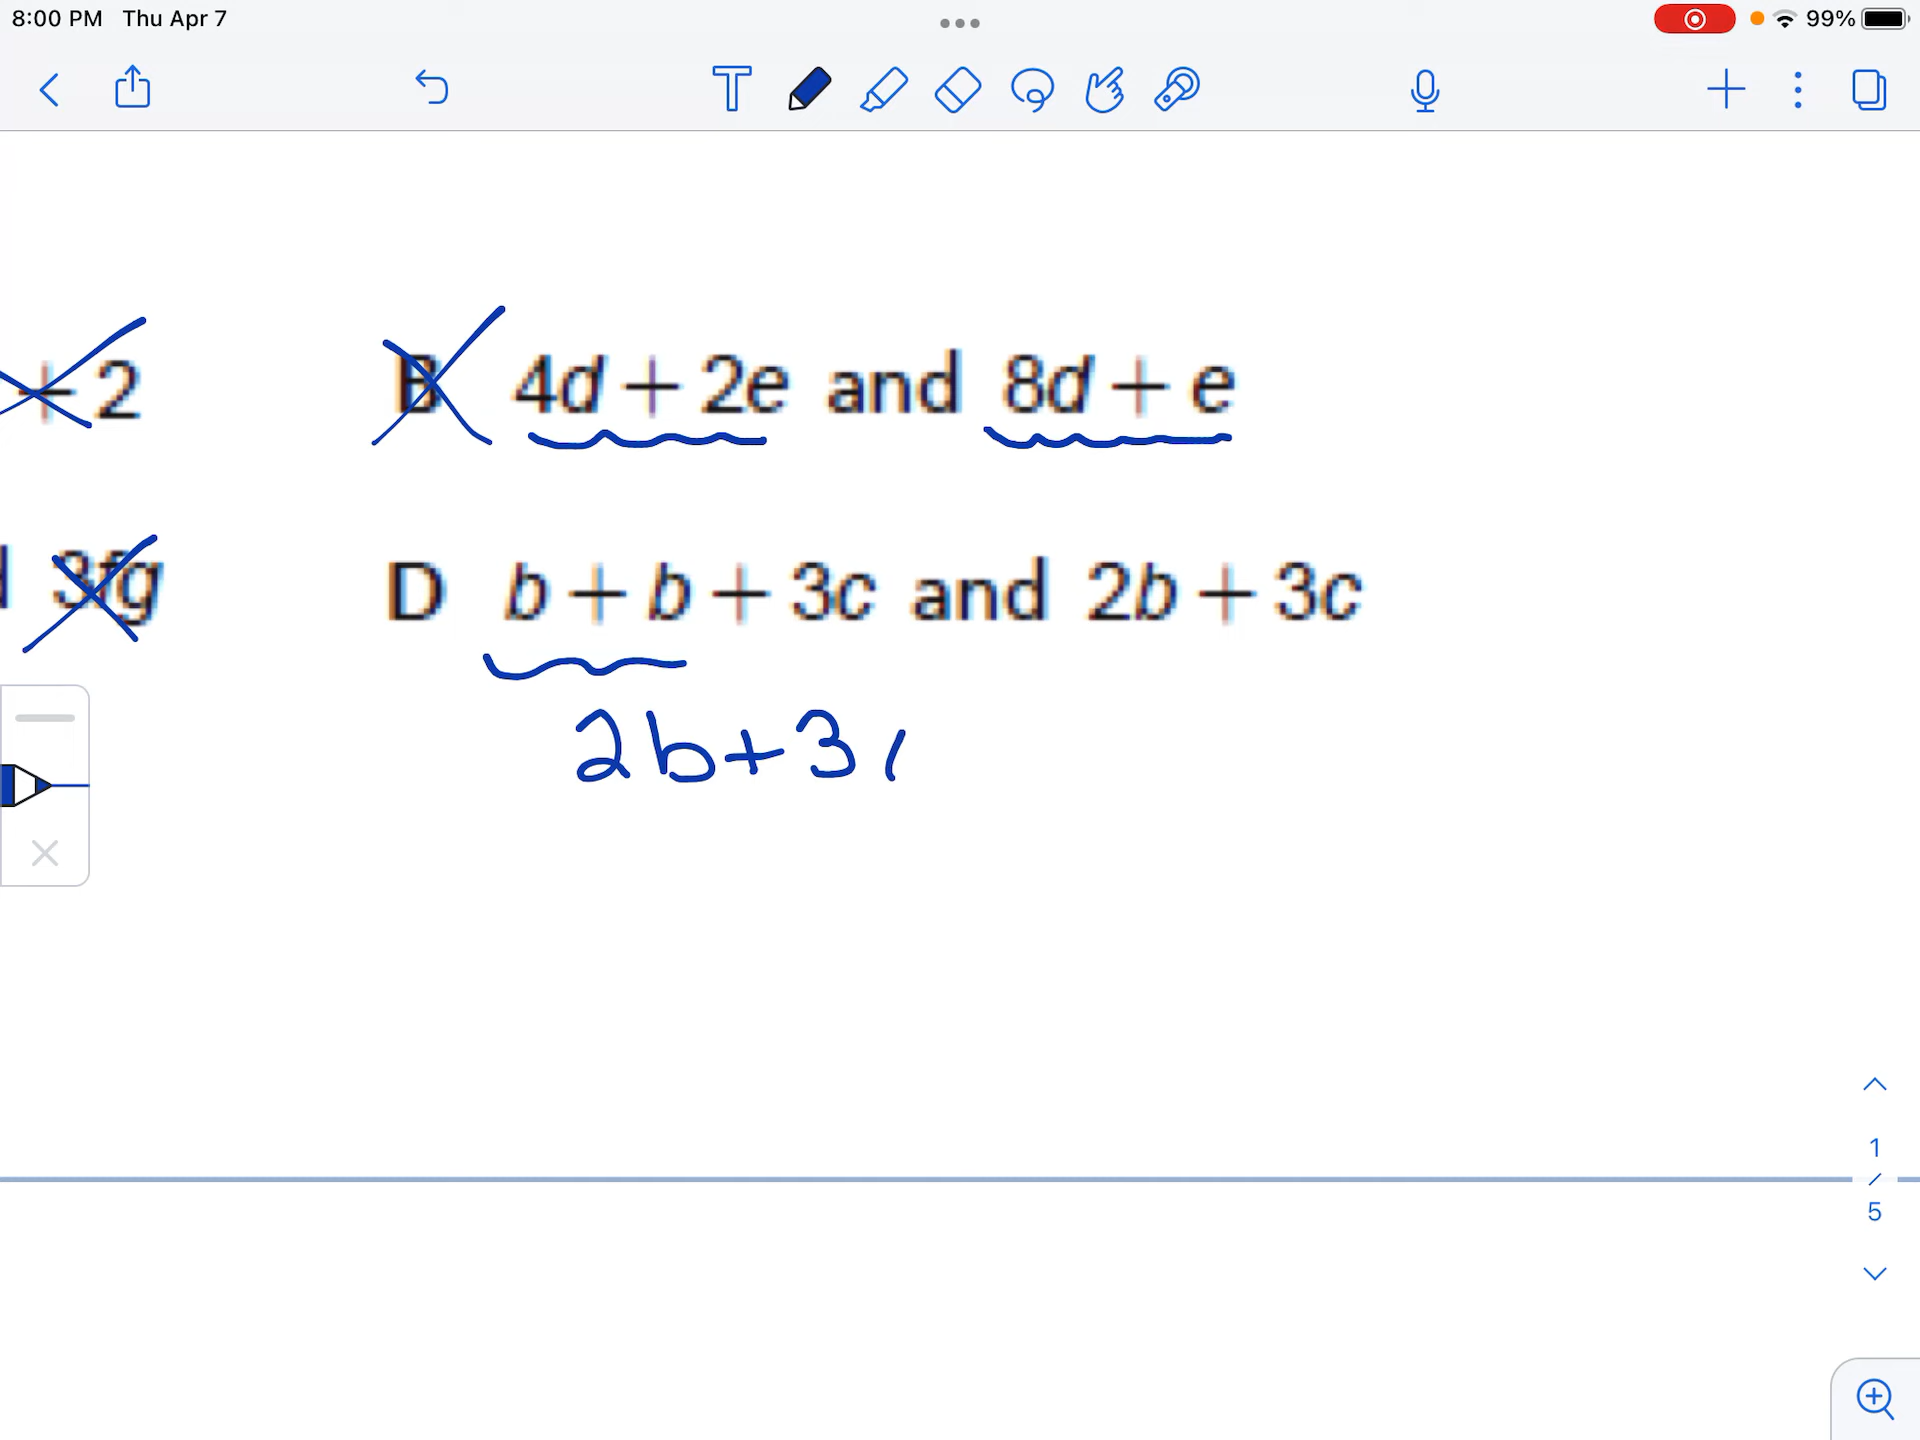 8:00 PM Thu Apr 7
99%
+ 2
B 4d + 2e and 8d + e
3fg
D b + b + 3c and 2b + 3c
2b+3
1
/
5